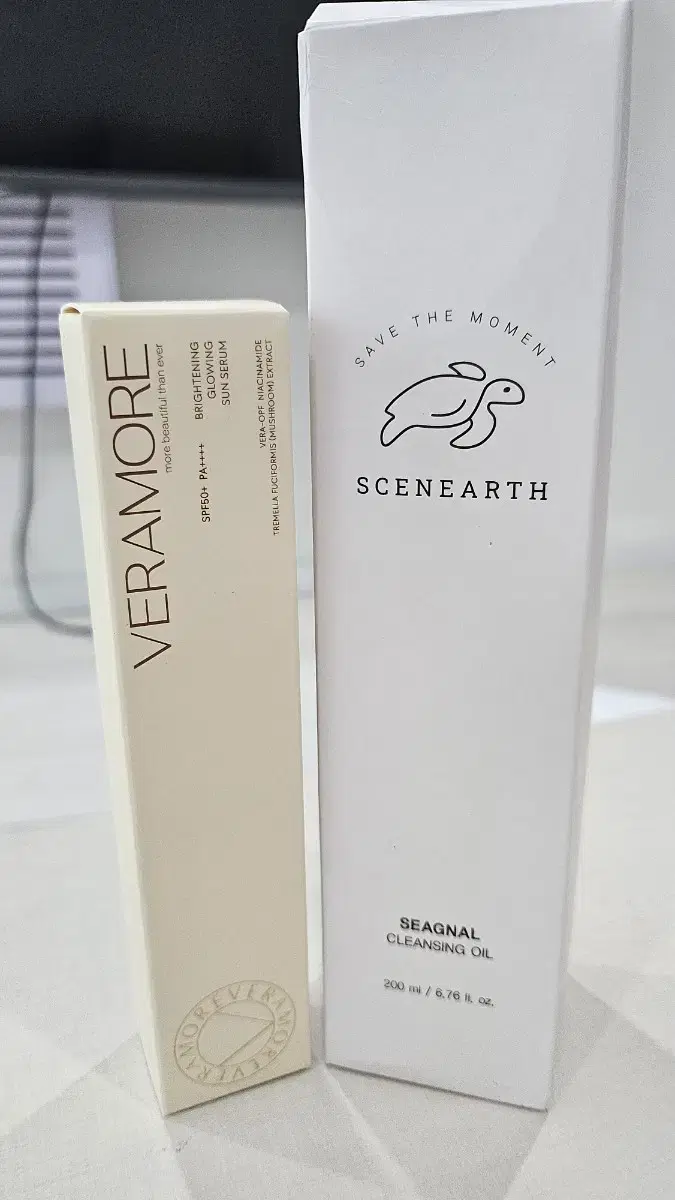 VERAMORE
more beautiful than ever
BRIGHTENING
GLOWING
SUN SERUM
SPF50+ PA++++
VERA-OFF NIACINAMIDE
TREMELLA FUCIFORMIS (MUSHROOM) EXTRACT
VERAMOREVERAMOREVERAMORE
SAVE THE MOMENT
SCENEARTH
SEAGNAL
CLEANSING OIL
200 ml / 6.76 fl. oz.